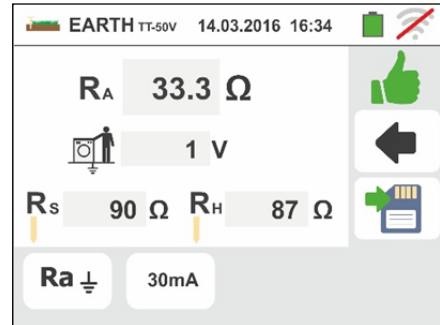 EARTH TT-50V 14.03.2016 16:34
RA 33.3 Ω
1 V
RS 90 Ω RH 87 Ω
Ra 30mA